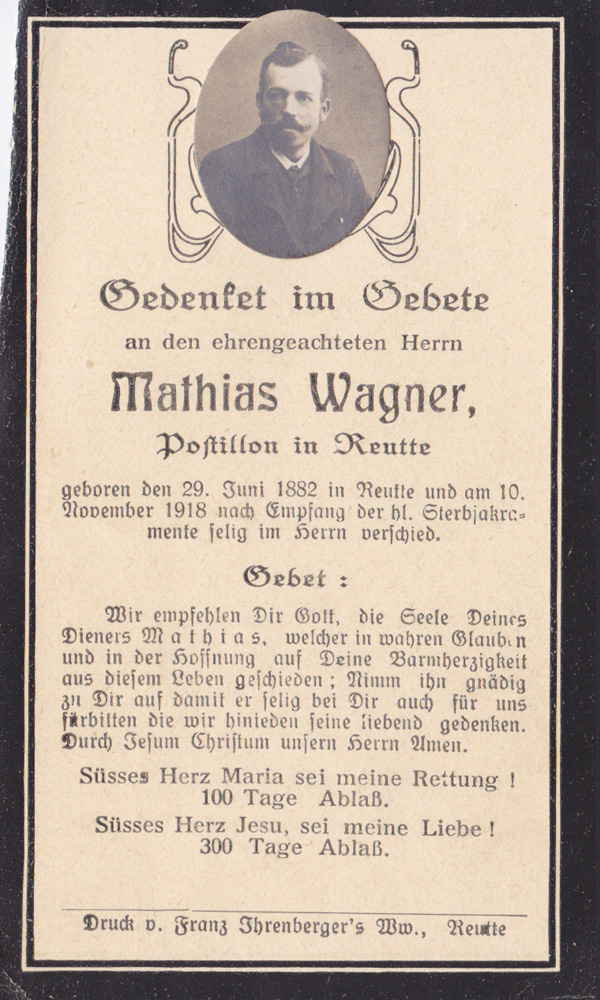 Gedenket im Gebete
an den ehrengeachteten Herrn
Mathias Wagner,
Postillon in Reutte
geboren den 29. Juni 1882 in Reutte und am 10.
November 1918 nach Empfang der hl. Sterbsakra-
mente selig im Herrn verschied.
Gebet :
Wir empfehlen Dir Gott, die Seele Deines
Dieners Mathias, welcher in wahren Glauben
und in der Hoffnung auf Deine Barmherzigkeit
aus diesem Leben geschieden; Nimm ihn gnädig
zu Dir auf damit er selig bei Dir auch für uns
fürbitten die wir hinieden seine liebend gedenken.
Durch Jesum Christum unsern Herrn Amen.
Süsses Herz Maria sei meine Rettung !
100 Tage Ablaß.
Süsses Herz Jesu, sei meine Liebe !
300 Tage Ablaß.
Druck v. Franz Ihrenberger's Ww., Reutte